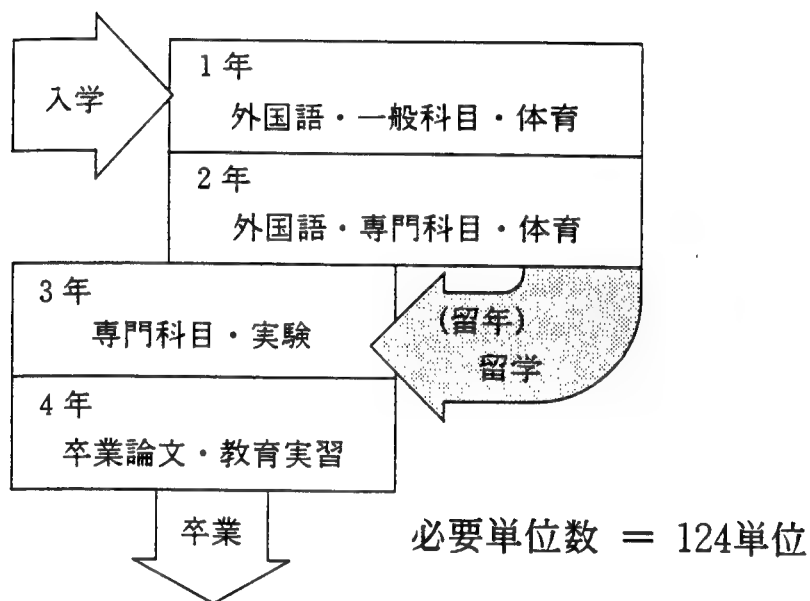 入学
1年
外国語・一般科目・体育
2年
外国語・専門科目・体育
3年
専門科目・実験
(留年)
留学
4年
卒業論文・教育実習
卒業
必要単位数 = 124単位